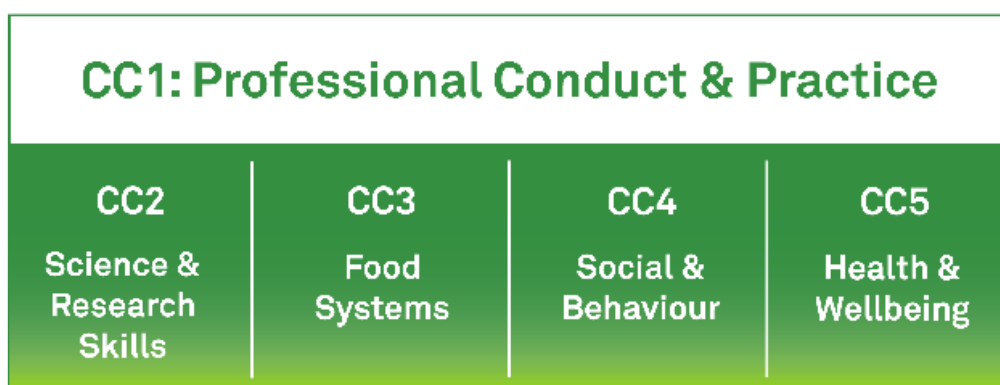 CC1: Professional Conduct & Practice
CC2
Science &
Research
Skills
CC3
Food
Systems
CC4
Social &
Behaviour
CC5
Health &
Wellbeing